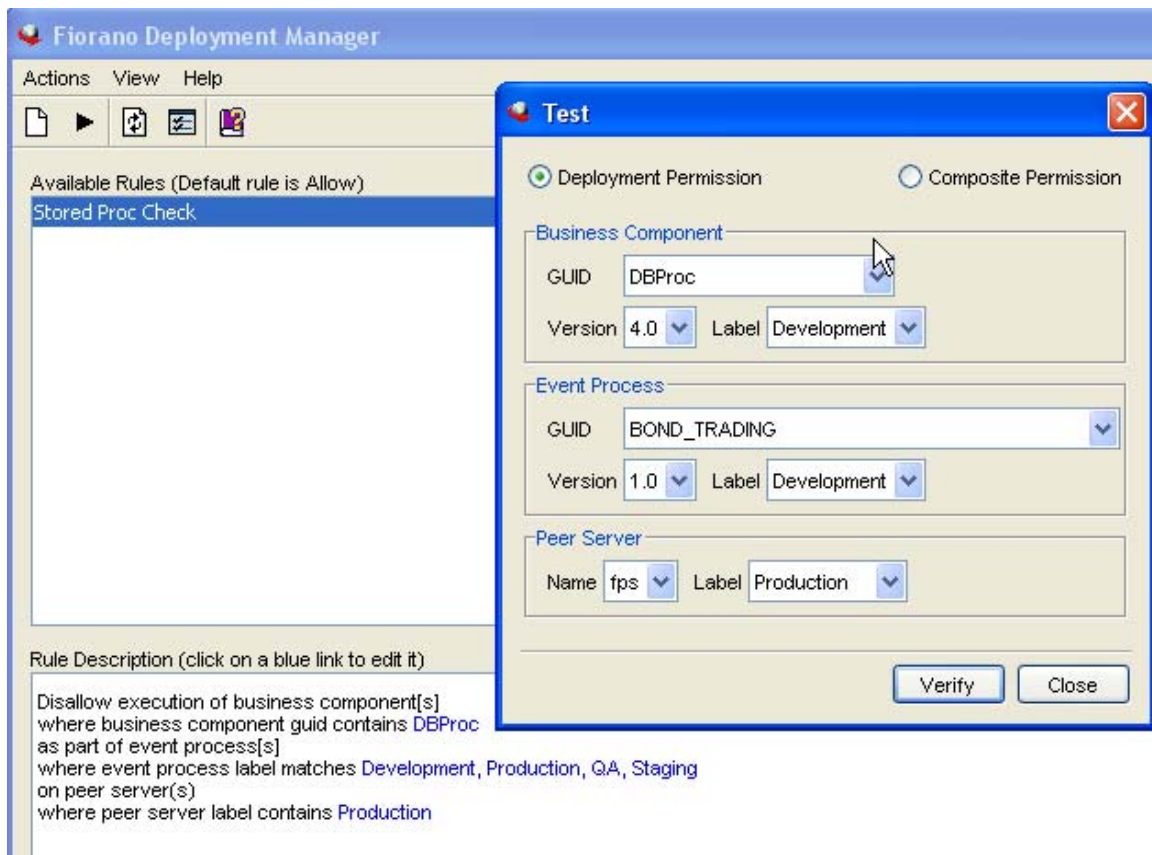 Fiorano Deployment Manager
Actions View Help
Available Rules (Default rule is Allow)
Stored Proc Check
Rule Description (click on a blue link to edit it)
Disallow execution of business component[s]
where business component guid contains DBProc
as part of event process[s]
where event process label matches Development, Production, QA, Staging
on peer server(s)
where peer server label contains Production
Test
Deployment Permission Composite Permission
Business Component
GUID DBProc
Version 4.0 Label Development
Event Process
GUID BOND_TRADING
Version 1.0 Label Development
Peer Server
Name fps Label Production
Verify Close